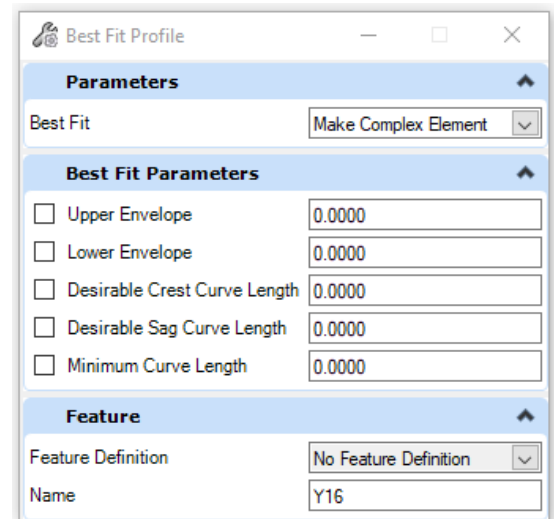 Best Fit Profile
Parameters
Best Fit Make Complex Element
Best Fit Parameters
Upper Envelope 0.0000
Lower Envelope 0.0000
Desirable Crest Curve Length 0.0000
Desirable Sag Curve Length 0.0000
Minimum Curve Length 0.0000
Feature
Feature Definition No Feature Definition
Name Y16